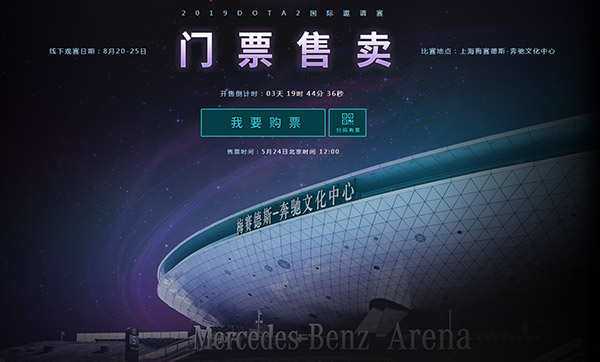 2019DOTA2国际邀请赛
门票售卖
线下观赛日期：8月20-25日
比赛地点：上海梅赛德斯-奔驰文化中心
开售倒计时：03天 19时 44分 36秒
我要购票
扫码购票
售票时间：5月24日北京时间 12:00
梅赛德斯-奔驰文化中心
Mercedes-Benz Arena